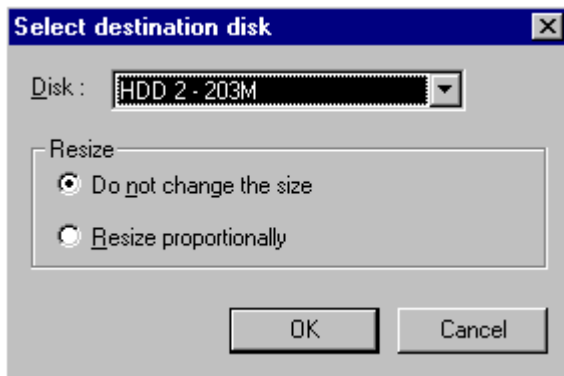 Select destination disk
Disk : HDD 2 - 203M
Resize
Do not change the size
Resize proportionally
OK Cancel